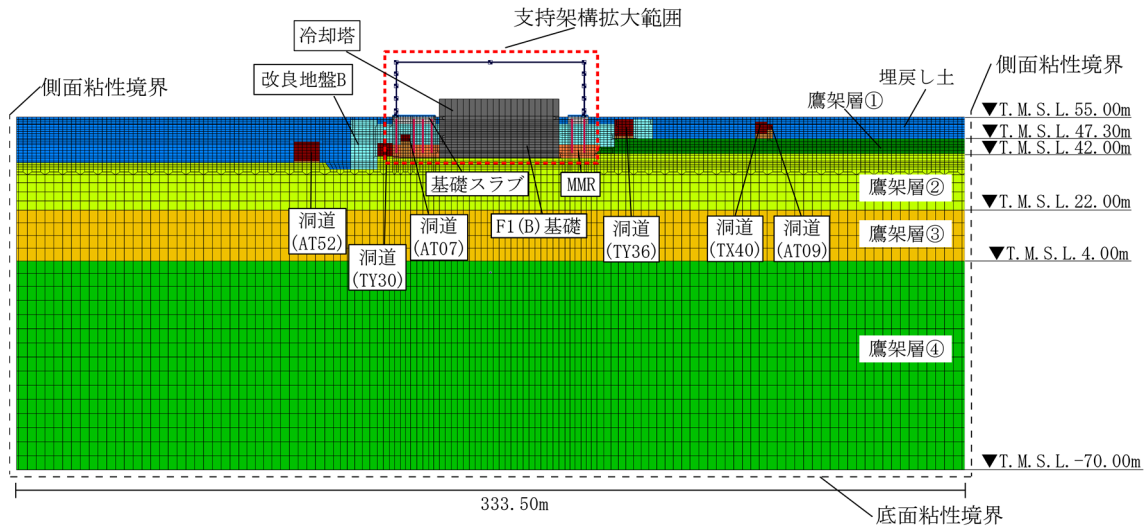 支持架構拡大範囲
冷却塔
側面粘性境界
改良地盤B
側面粘性境界
埋戻し土
鷹架層①
▼T.M.S.L.55.00m
▼T.M.S.L.47.30m
▼T.M.S.L.42.00m
基礎スラブ
MMR
鷹架層②
▼T.M.S.L.22.00m
洞道
(AT52)
洞道
(TY30)
洞道
(AT07)
F1(B)基礎
洞道
(TY36)
洞道
(TX40)
洞道
(AT09)
鷹架層③
▼T.M.S.L.4.00m
鷹架層④
▼T.M.S.L.-70.00m
333.50m
底面粘性境界